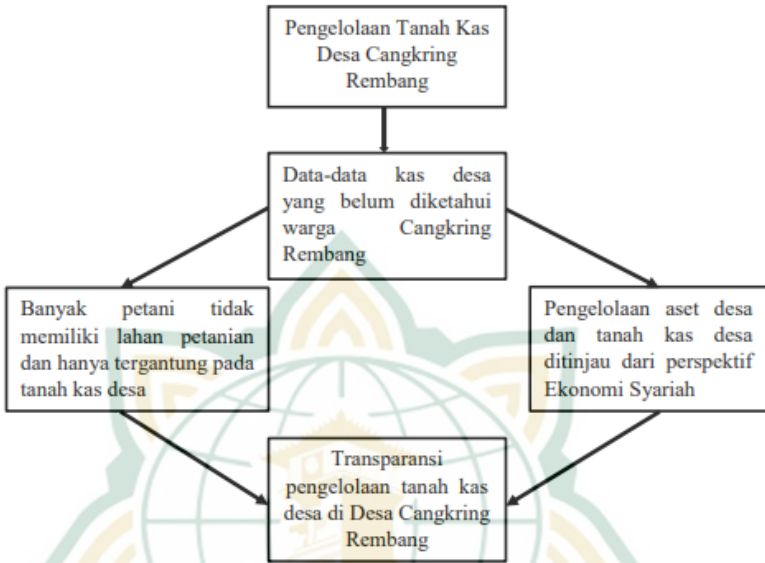 Pengelolaan Tanah Kas
Desa Cangkring
Rembang
Data-data kas desa
yang belum diketahui
warga Cangkring
Rembang
Banyak petani tidak
memiliki lahan petanian
dan hanya tergantung pada
tanah kas desa
Pengelolaan aset desa
dan tanah kas desa
ditinjau dari perspektif
Ekonomi Syariah
Transparansi
pengelolaan tanah kas
desa di Desa Cangkring
Rembang